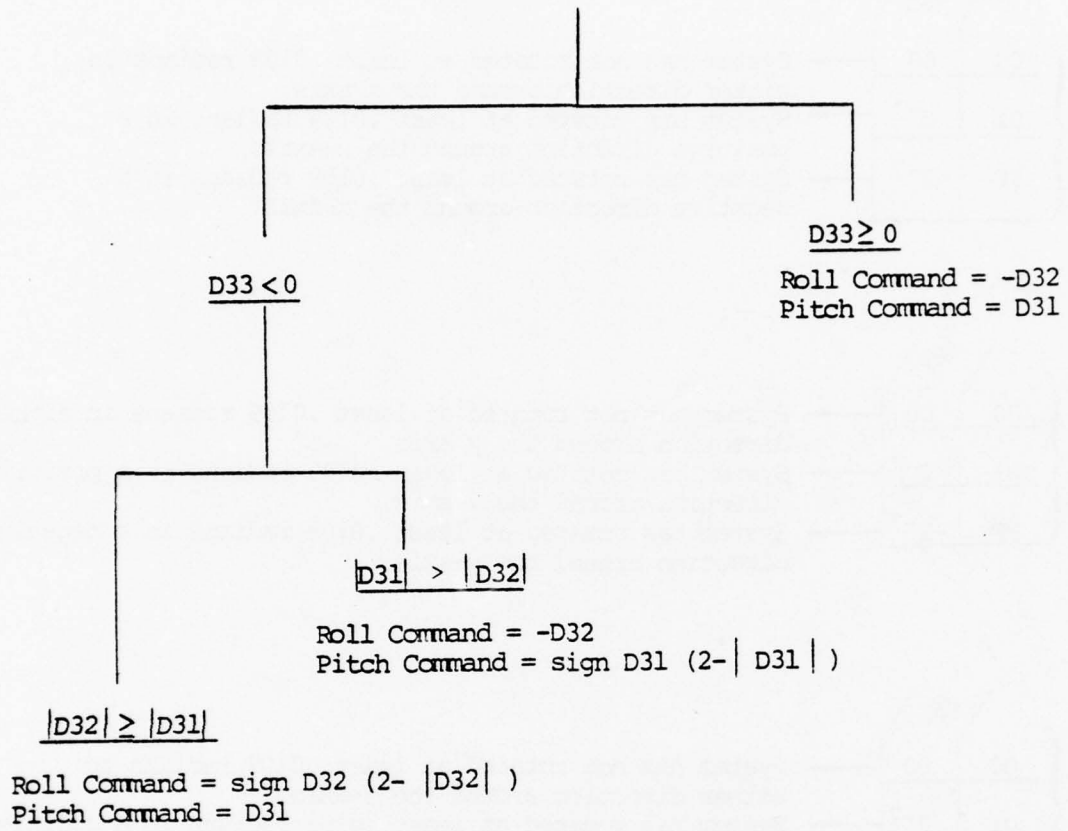 D33 ≥ 0
Roll Command = -D32
Pitch Command = D31
D33 < 0
|D31| > |D32|
Roll Command = -D32
Pitch Command = sign D31 (2-| D31 | )
|D32| ≥ |D31|
Roll Command = sign D32 (2- |D32| )
Pitch Command = D31